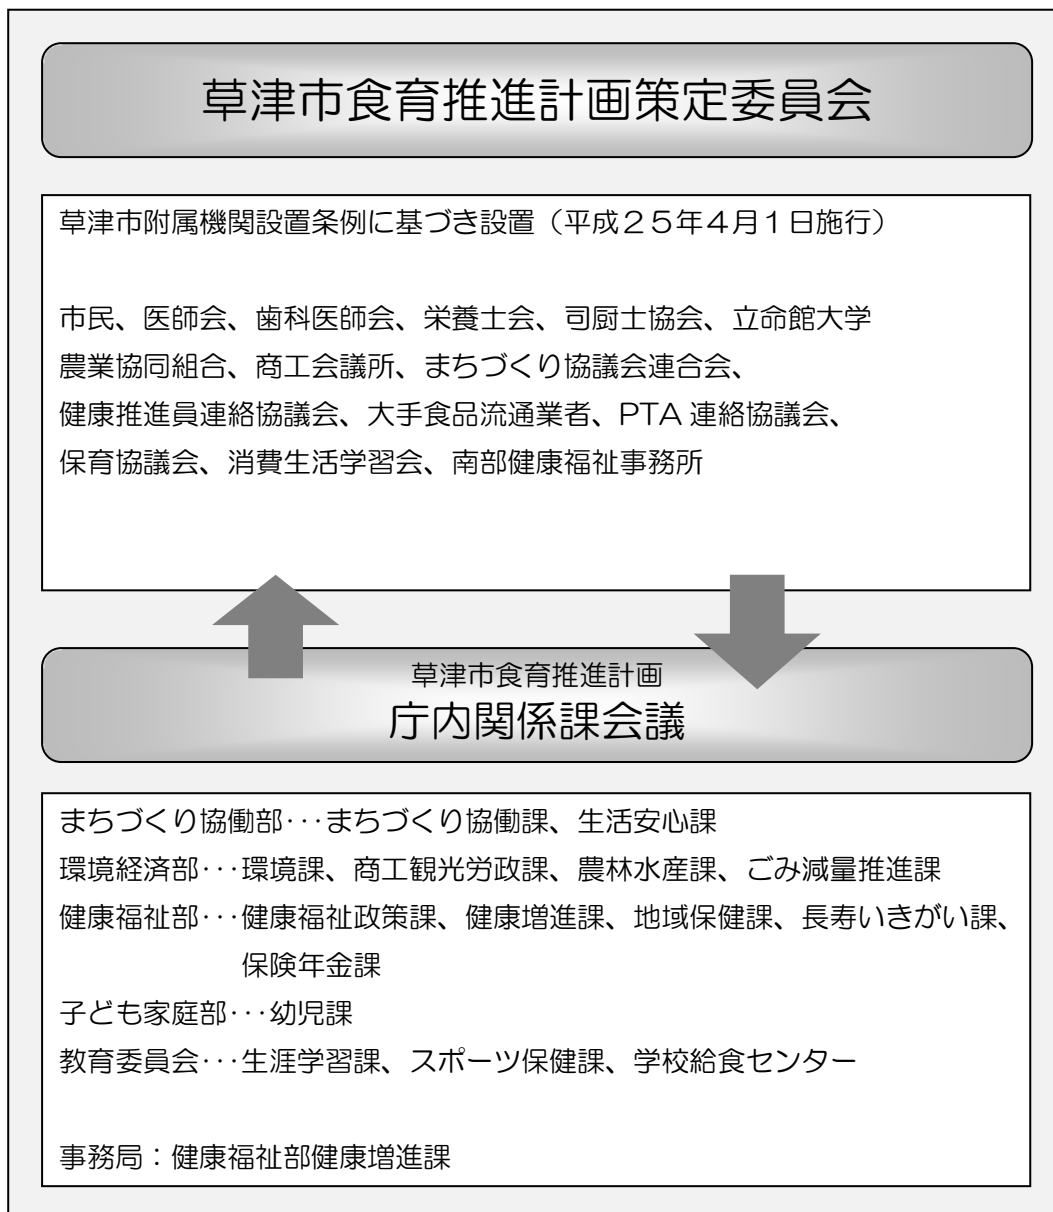 草津市食育推進計画策定委員会
草津市附属機関設置条例に基づき設置（平成２５年４月１日施行）
市民、医師会、歯科医師会、栄養士会、司厨士協会、立命館大学
農業協同組合、商工会議所、まちづくり協議会連合会、
健康推進員連絡協議会、大手食品流通業者、PTA 連絡協議会、
保育協議会、消費生活学習会、南部健康福祉事務所
草津市食育推進計画
庁内関係課会議
まちづくり協働部･･･まちづくり協働課、生活安心課
環境経済部･･･環境課、商工観光労政課、農林水産課、ごみ減量推進課
健康福祉部･･･健康福祉政策課、健康増進課、地域保健課、長寿いきがい課、
保険年金課
子ども家庭部･･･幼児課
教育委員会･･･生涯学習課、スポーツ保健課、学校給食センター
事務局：健康福祉部健康増進課